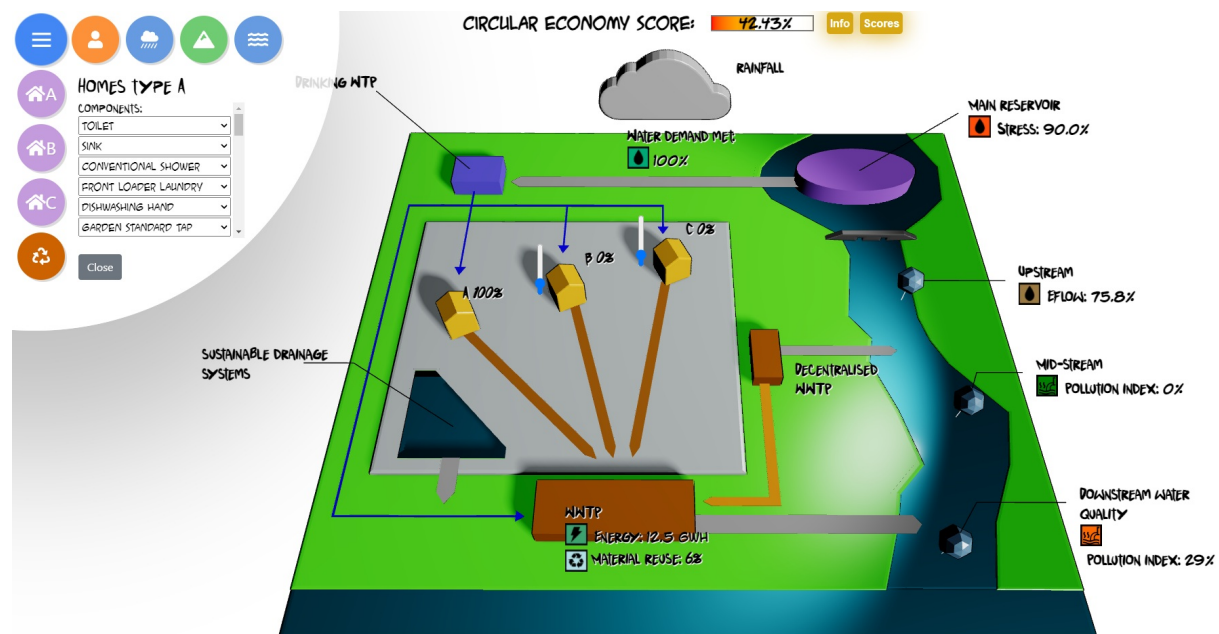 CIRCULAR ECONOMY SCORE: 42.43% Info Scores
A HOMES TYPE A
COMPONENTS:
TOILET
SINK
CONVENTIONAL SHOWER
FRONT LOADER LAUNDRY
DISHWASHING HAND
GARDEN STANDARD TAP
B
C
Close
DRINKING WTP
RAINFALL
WATER DEMAND MET:
100%
MAIN RESERVOIR
STRESS: 90.0%
A 100%
B 0%
C 0%
UPSTREAM
EFLOW: 75.8%
SUSTAINABLE DRAINAGE
SYSTEMS
DECENTRALISED
WWTP
MID-STREAM
POLLUTION INDEX: 0%
WWTP
ENERGY: 12.5 GWH
MATERIAL REUSE: 6%
DOWNSTREAM WATER
QUALITY
POLLUTION INDEX: 29%